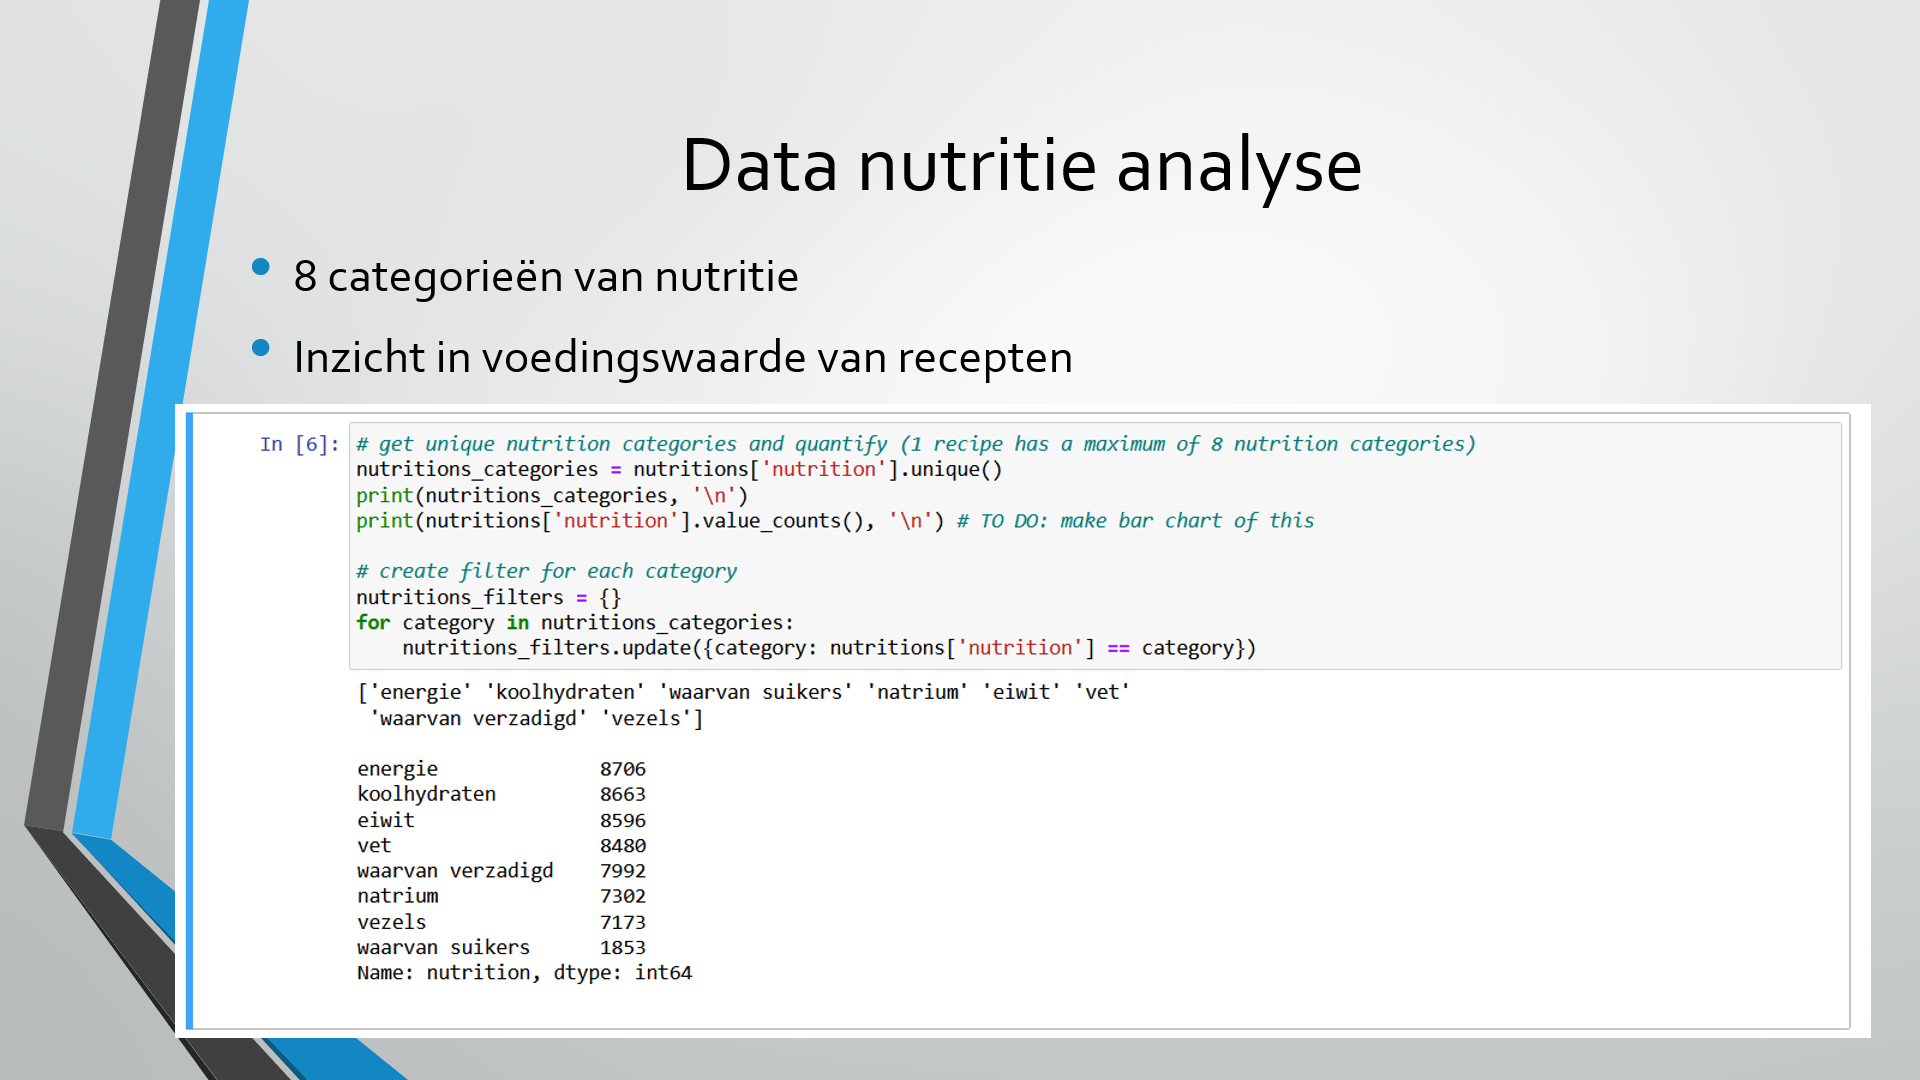 Data nutritie analyse
• 8 categorieën van nutritie
• Inzicht in voedingswaarde van recepten
In [6]: # get unique nutrition categories and quantify (1 recipe has a maximum of 8 nutrition categories)
nutritions_categories = nutritions['nutrition'].unique()
print(nutritions_categories, '\n')
print(nutritions['nutrition'].value_counts(), '\n') # TO DO: make bar chart of this
# create filter for each category
nutritions_filters = {}
for category in nutritions_categories:
    nutritions_filters.update({category: nutritions['nutrition'] == category})
['energie' 'koolhydraten' 'waarvan suikers' 'natrium' 'eiwit' 'vet'
 'waarvan verzadigd' 'vezels']
energie 8706
koolhydraten 8663
eiwit 8596
vet 8480
waarvan verzadigd 7992
natrium 7302
vezels 7173
waarvan suikers 1853
Name: nutrition, dtype: int64